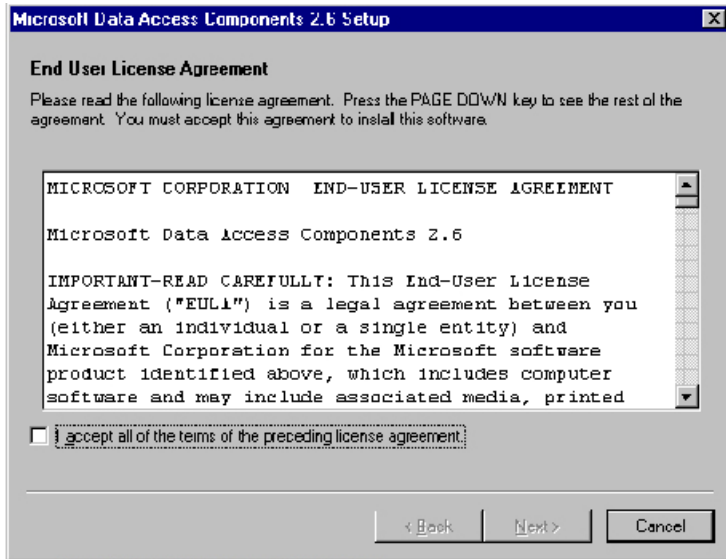 Microsoft Data Access Components 2.6 Setup
End User License Agreement
Please read the following license agreement. Press the PAGE DOWN key to see the rest of the
agreement. You must accept this agreement to install this software.
MICROSOFT CORPORATION END-USER LICENSE AGREEMENT
Microsoft Data Access Components 2.6
IMPORTANT-READ CAREFULLY: This End-User License
Agreement ("EULA") is a legal agreement between you
(either an individual or a single entity) and
Microsoft Corporation for the Microsoft software
product identified above, which includes computer
software and may include associated media, printed
I accept all of the terms of the preceding license agreement.
< Back Next > Cancel